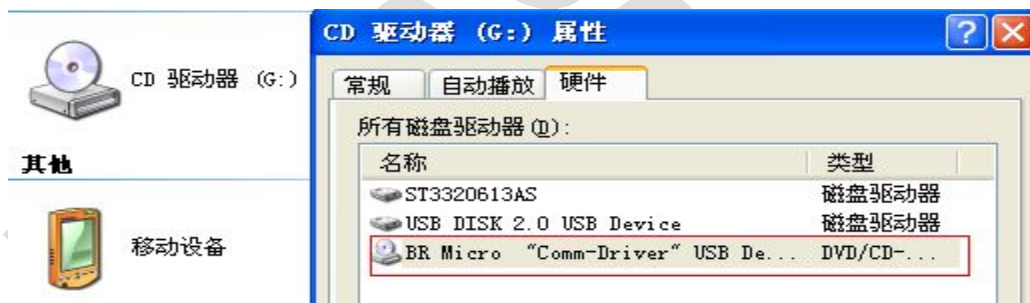 CD 驱动器 (G:)
其他
移动设备
CD 驱动器 (G:) 属性
常规 自动播放 硬件
所有磁盘驱动器(D):
名称 类型
ST3320613AS 磁盘驱动器
USB DISK 2.0 USB Device 磁盘驱动器
BR Micro “Comm-Driver” USB De... DVD/CD-...